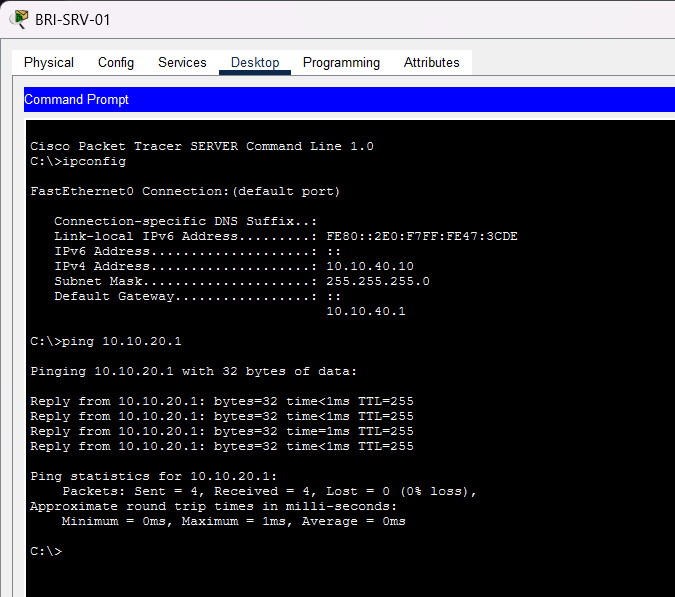 BRI-SRV-01
Physical Config Services Desktop Programming Attributes
Command Prompt
Cisco Packet Tracer SERVER Command Line 1.0
C:\>ipconfig
FastEthernet0 Connection:(default port)
Connection-specific DNS Suffix..:
Link-local IPv6 Address.........: FE80::2E0:F7FF:FE47:3CDE
IPv6 Address....................: ::
IPv4 Address....................: 10.10.40.10
Subnet Mask.....................: 255.255.255.0
Default Gateway.................: ::
10.10.40.1
C:\>ping 10.10.20.1
Pinging 10.10.20.1 with 32 bytes of data:
Reply from 10.10.20.1: bytes=32 time<1ms TTL=255
Reply from 10.10.20.1: bytes=32 time<1ms TTL=255
Reply from 10.10.20.1: bytes=32 time=1ms TTL=255
Reply from 10.10.20.1: bytes=32 time<1ms TTL=255
Ping statistics for 10.10.20.1:
Packets: Sent = 4, Received = 4, Lost = 0 (0% loss),
Approximate round trip times in milli-seconds:
Minimum = 0ms, Maximum = 1ms, Average = 0ms
C:\>